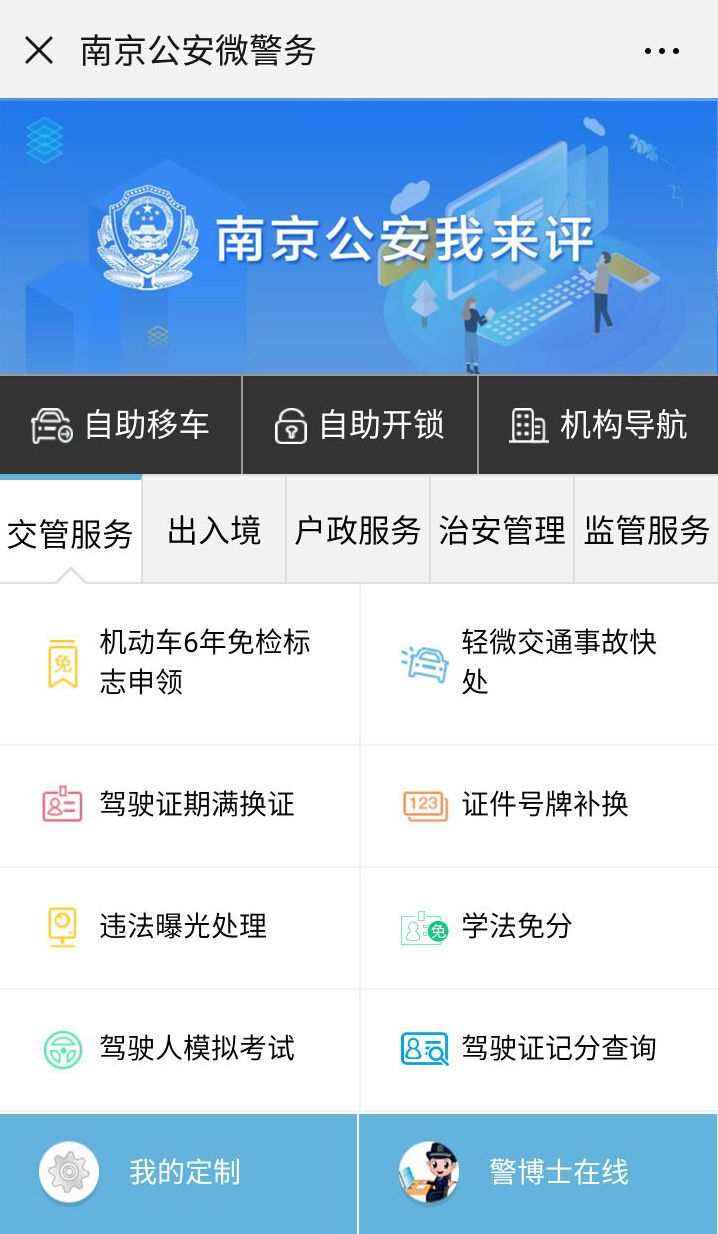 南京公安微警务
70%
南京公安我来评
自助移车
自助开锁
机构导航
交管服务
出入境
户政服务
治安管理
监管服务
免
机动车6年免检标
志申领
轻微交通事故快
处
驾驶证期满换证
123
证件号牌补换
违法曝光处理
免
学法免分
驾驶人模拟考试
驾驶证记分查询
我的定制
警博士在线